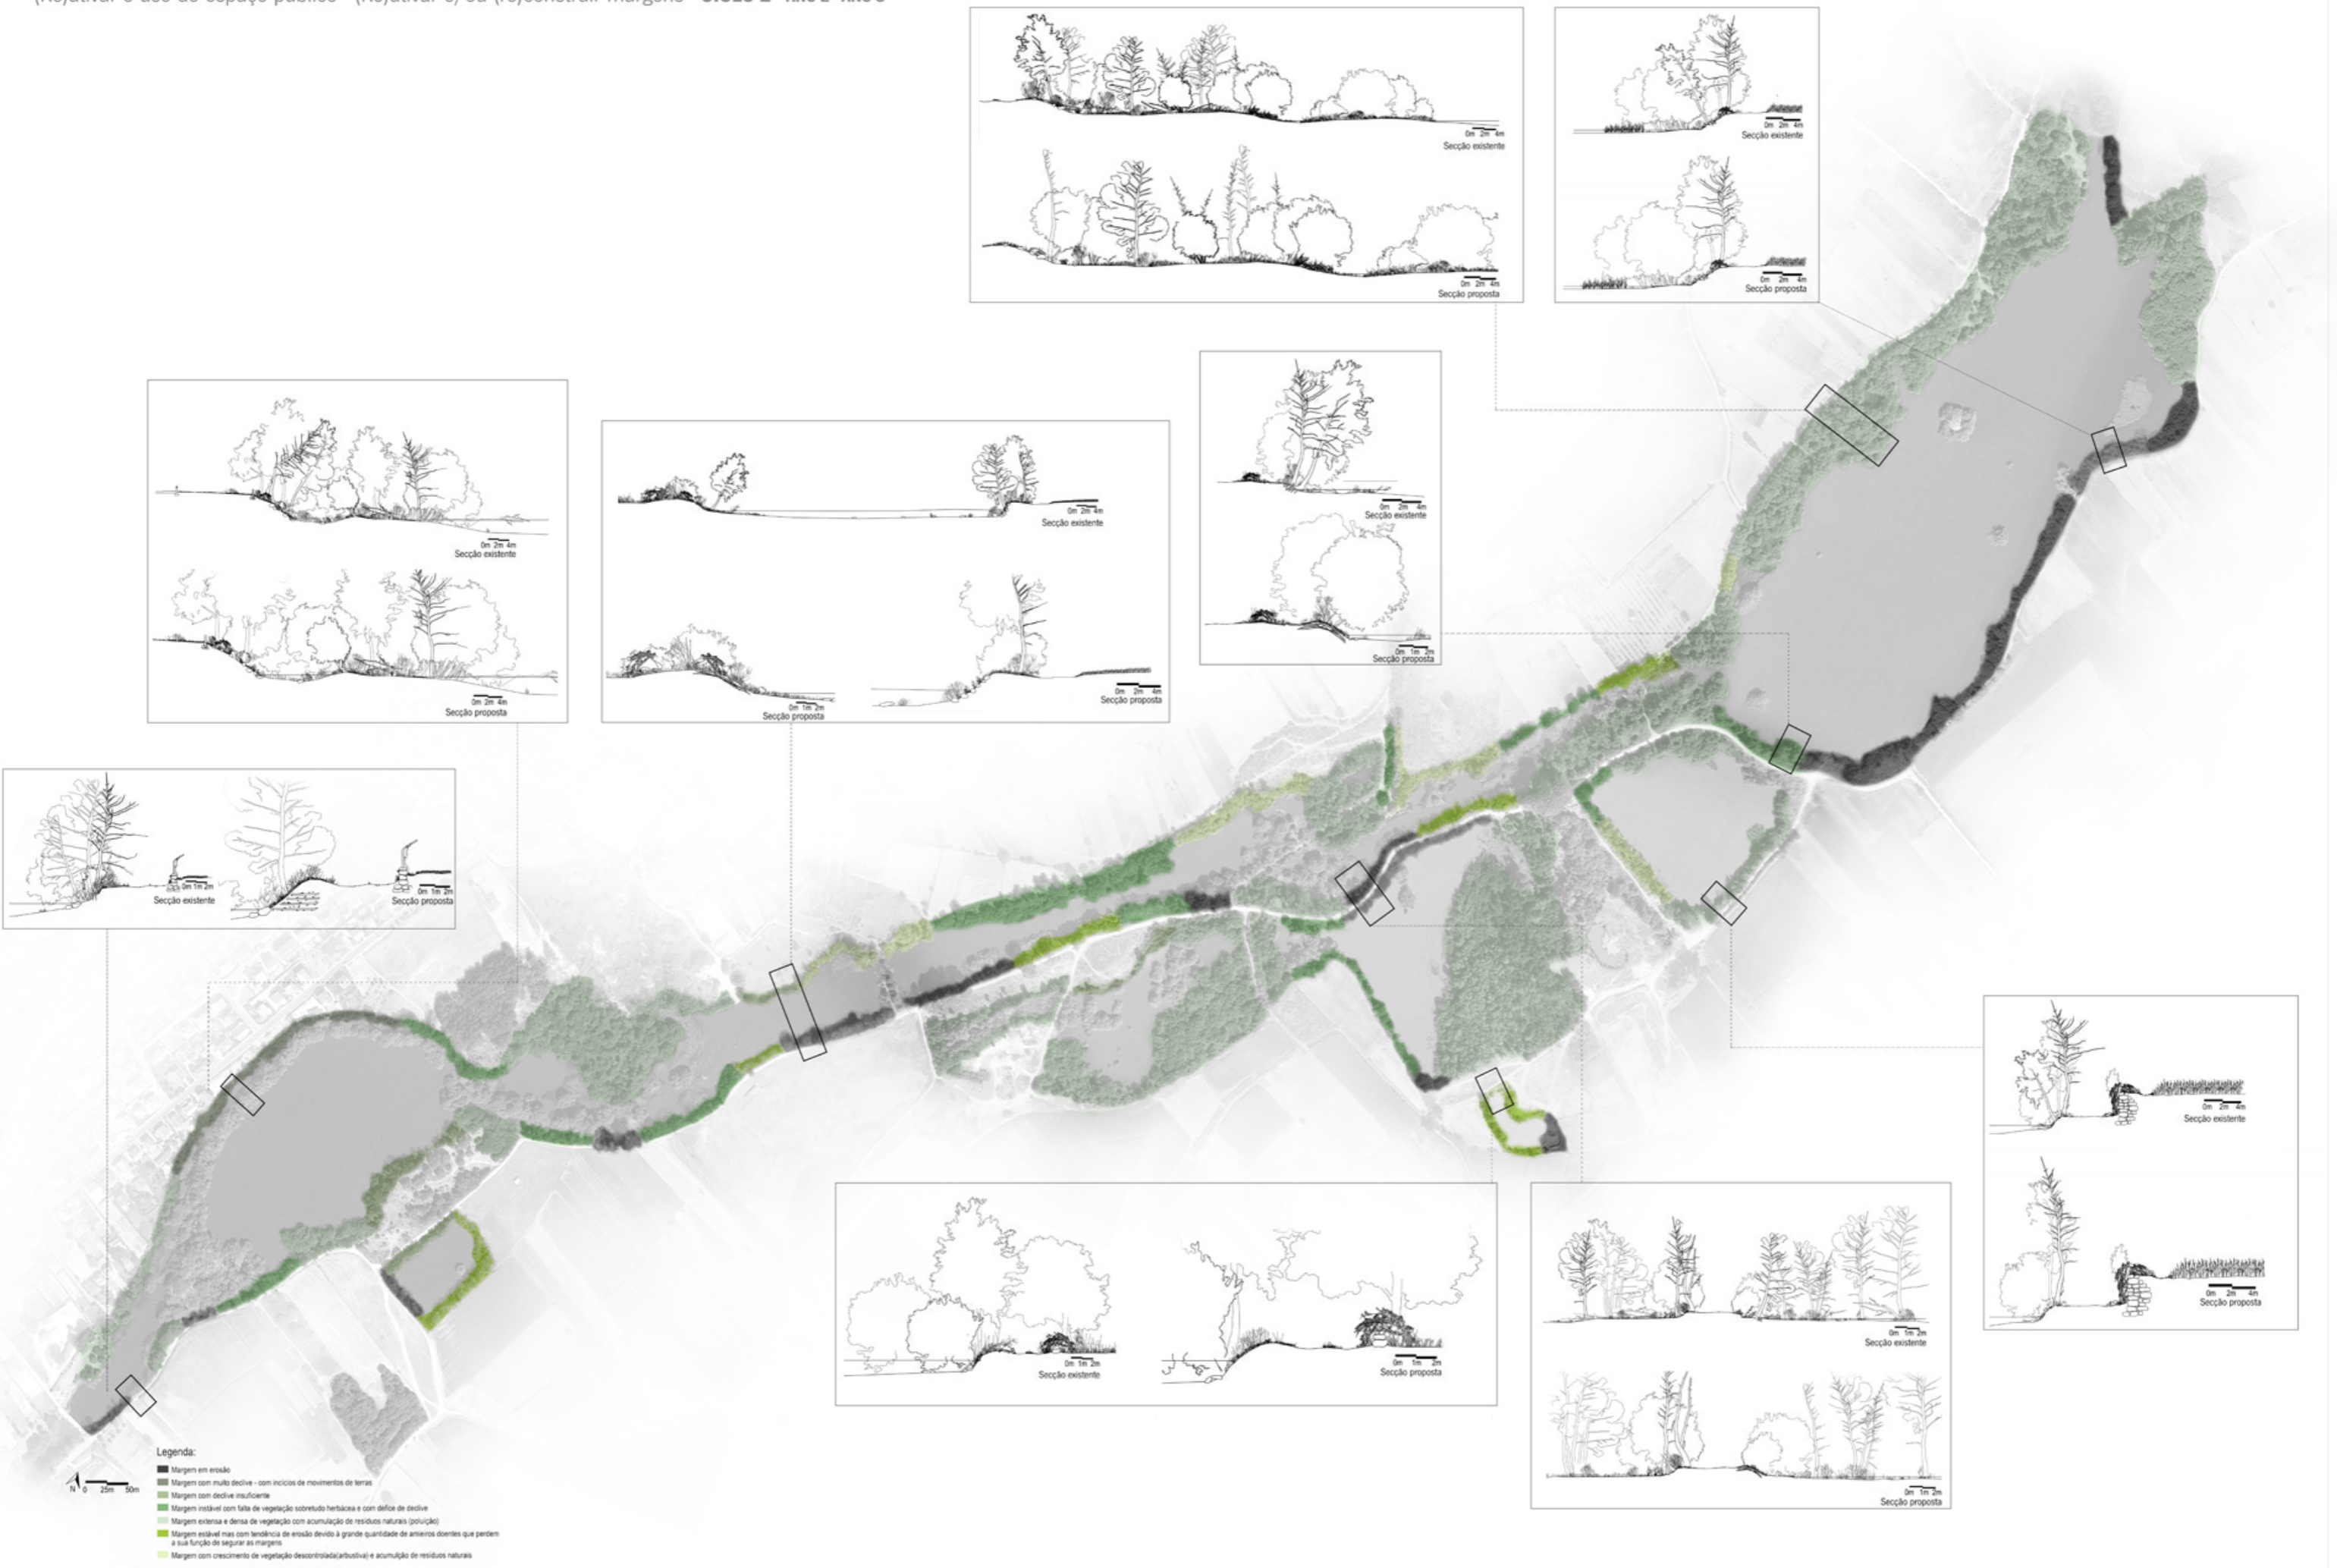 (Re)ativar o uso do espaço público - (Re)ativar e/ou (re)construir margens - CICLO 2 - ANO 2 - ANO 3
0m 2m 4m
Secção existente
0m 2m 4m
Secção proposta
0m 2m 4m
Secção existente
0m 2m 4m
Secção proposta
0m 2m 4m
Secção existente
0m 1m 2m
Secção proposta
0m 2m 4m
Secção existente
0m 2m 4m
Secção proposta
0m 2m 4m
Secção existente
0m 1m 2m
Secção proposta
0m 2m 4m
Secção proposta
0m 1m 2m
Secção existente
0m 1m 2m
Secção proposta
0m 2m 4m
Secção existente
0m 2m 4m
Secção proposta
0m 1m 2m
Secção existente
0m 1m 2m
Secção proposta
0m 1m 2m
Secção existente
0m 1m 2m
Secção proposta
Legenda:
Margem em erosão
Margem com muito declive - com inícios de movimentos de terras
Margem com declive insuficiente
Margem instável com falta de vegetação sobretudo herbácea e com défice de declive
Margem extensa e densa de vegetação com acumulação de resíduos naturais (poluição)
Margem estável mas com tendência de erosão devido à grande quantidade de amieiros doentes que perdem
a sua função de segurar as margens
Margem com crescimento de vegetação descontrolada(arbustiva) e acumulção de resíduos naturais
N 0 25m 50m